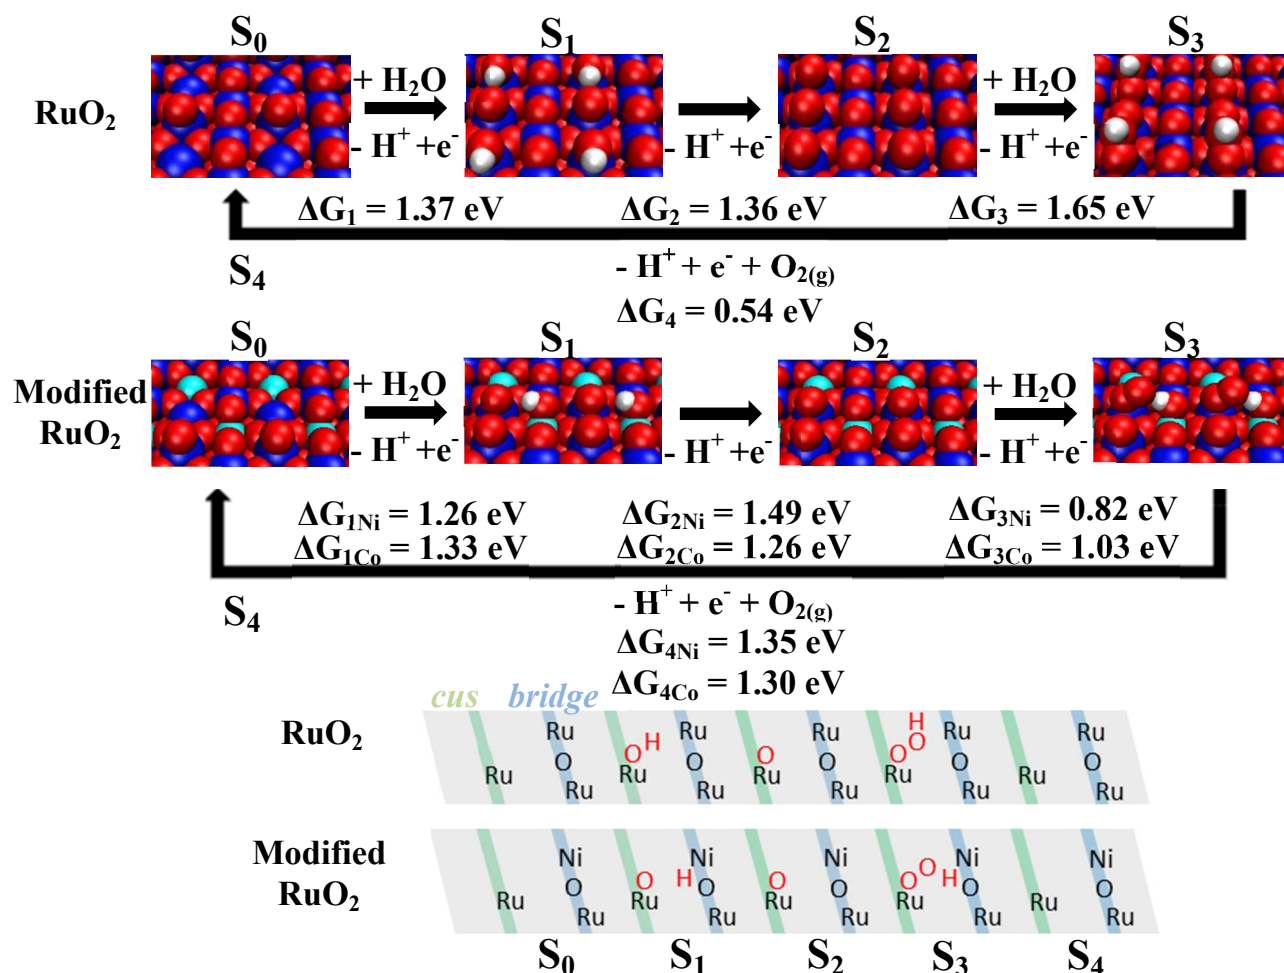 S₀ S₁ S₂ S₃
RuO₂
+ H₂O + H₂O
- H⁺ +e⁻ - H⁺ +e⁻ - H⁺ +e⁻
ΔG₁ = 1.37 eV ΔG₂ = 1.36 eV ΔG₃ = 1.65 eV
S₄
- H⁺ + e⁻ + O₂₍g₎
ΔG₄ = 0.54 eV
S₀ S₁ S₂ S₃
Modified
RuO₂
+ H₂O + H₂O
- H⁺ +e⁻ - H⁺ +e⁻ - H⁺ +e⁻
ΔG₁Ni = 1.26 eV ΔG₂Ni = 1.49 eV ΔG₃Ni = 0.82 eV
ΔG₁Co = 1.33 eV ΔG₂Co = 1.26 eV ΔG₃Co = 1.03 eV
S₄
- H⁺ + e⁻ + O₂₍g₎
ΔG₄Ni = 1.35 eV
ΔG₄Co = 1.30 eV
cus bridge
RuO₂
H
Ru H Ru Ru O Ru Ru
O O O O O O O
Ru Ru Ru Ru Ru Ru Ru Ru Ru
Modified
RuO₂
Ni Ni Ni Ni Ni
O O H O O O O O H O O
Ru Ru Ru Ru Ru Ru Ru Ru Ru Ru
S₀ S₁ S₂ S₃ S₄